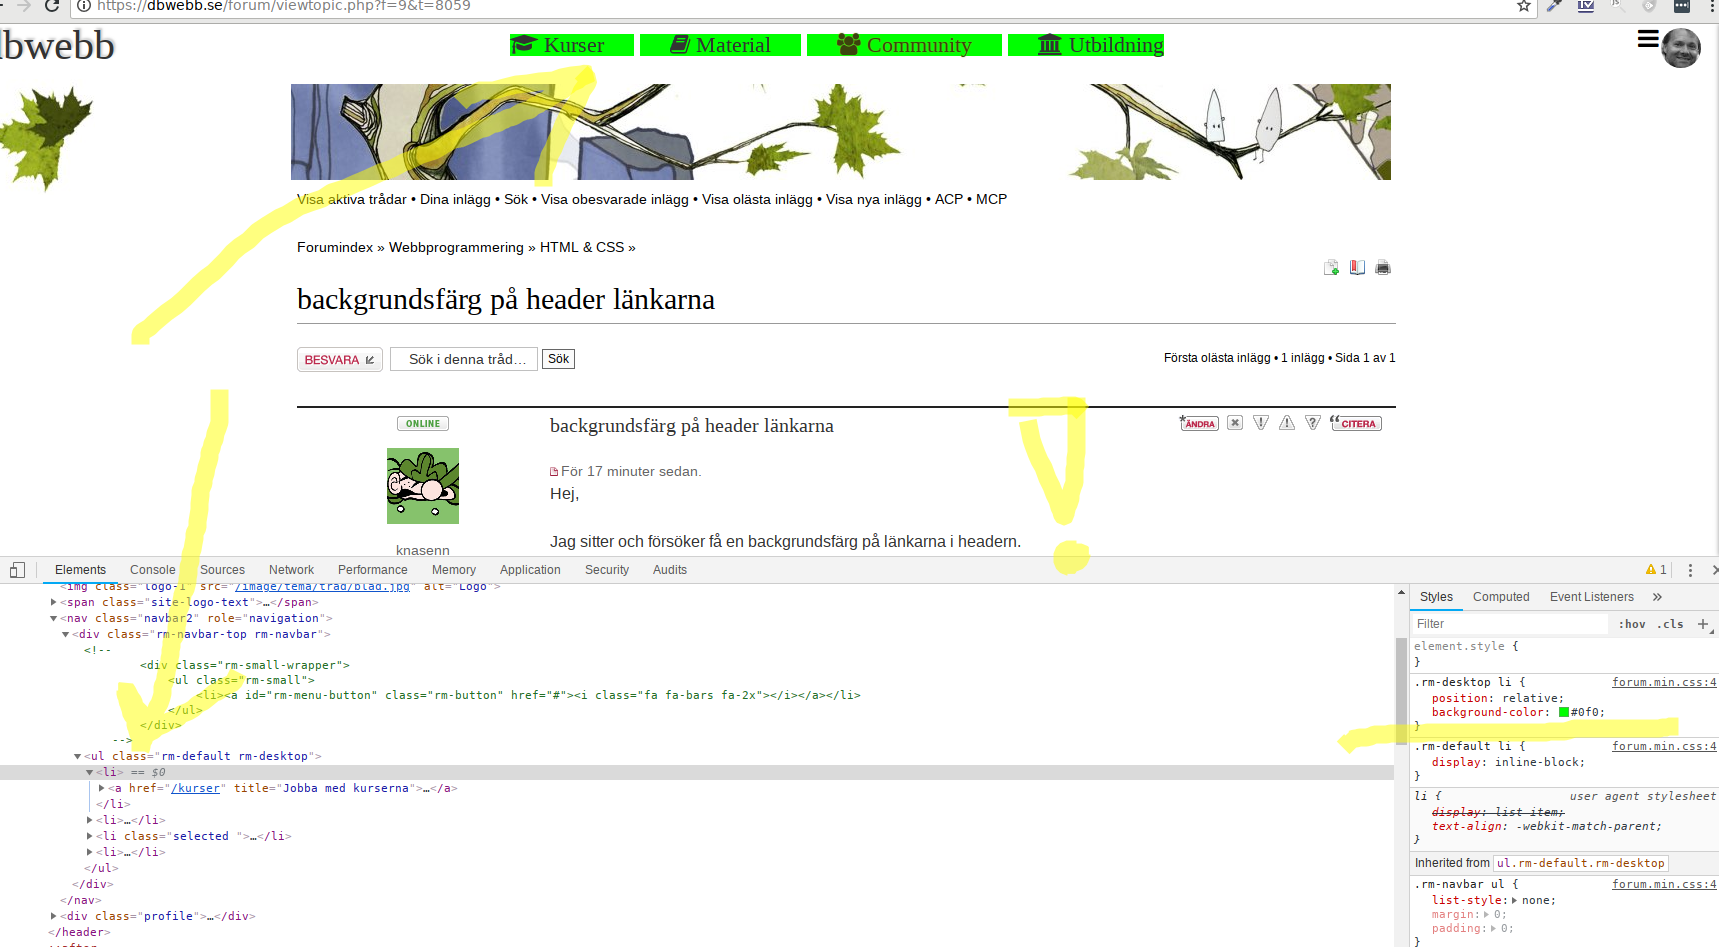 https://dbwebb.se/forum/viewtopic.php?f=9&t=8059
dbwebb
Kurser Material Community Utbildning
Visa aktiva trådar • Dina inlägg • Sök • Visa obesvarade inlägg • Visa olästa inlägg • Visa nya inlägg • ACP • MCP
Forumindex » Webbprogrammering » HTML & CSS »
backgrundsfärg på header länkarna
BESVARA Sök i denna tråd… Sök
Första olästa inlägg • 1 inlägg • Sida 1 av 1
ONLINE
backgrundsfärg på header länkarna
*ÄNDRA “CITERA
För 17 minuter sedan.
Hej,
knasenn
Jag sitter och försöker få en backgrundsfärg på länkarna i headern.
Elements Console Sources Network Performance Memory Application Security Audits 1
<img class="logo-1" src="/image/tema/trad/blad.jpg" alt="Logo">
<span class="site-logo-text">…</span>
<nav class="navbar2" role="navigation">
<div class="rm-navbar-top rm-navbar">
<!--
<div class="rm-small-wrapper">
<ul class="rm-small">
<li><a id="rm-menu-button" class="rm-button" href="#"><i class="fa fa-bars fa-2x"></i></a></li>
</ul>
</div>
-->
<ul class="rm-default rm-desktop">
<li> == $0
<a href="/kurser" title="Jobba med kurserna">…</a>
</li>
<li>…</li>
<li class="selected ">…</li>
<li>…</li>
</ul>
</div>
</nav>
<div class="profile">…</div>
</header>
::after
Styles Computed Event Listeners »
Filter :hov .cls +
element.style {
}
.rm-desktop li { forum.min.css:4
position: relative;
background-color: #0f0;
}
.rm-default li { forum.min.css:4
display: inline-block;
}
li { user agent stylesheet
display: list-item;
text-align: -webkit-match-parent;
}
Inherited from ul.rm-default.rm-desktop
.rm-navbar ul { forum.min.css:4
list-style: none;
margin: 0;
padding: 0;
}